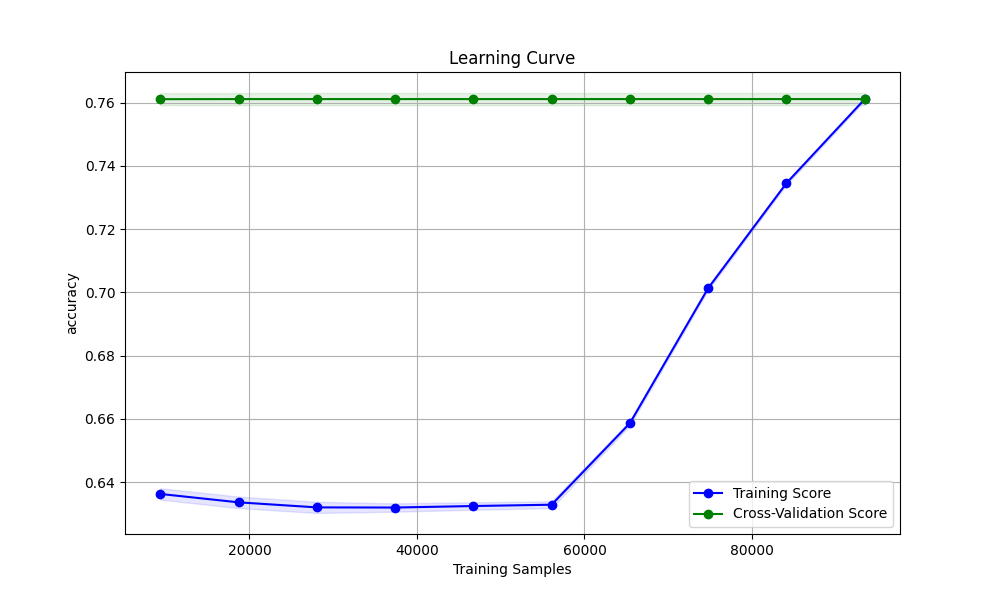 Learning Curve
0.76
0.74
0.72
0.70
0.68
0.66
0.64
accuracy
20000
40000
60000
80000
Training Samples
Training Score
Cross-Validation Score